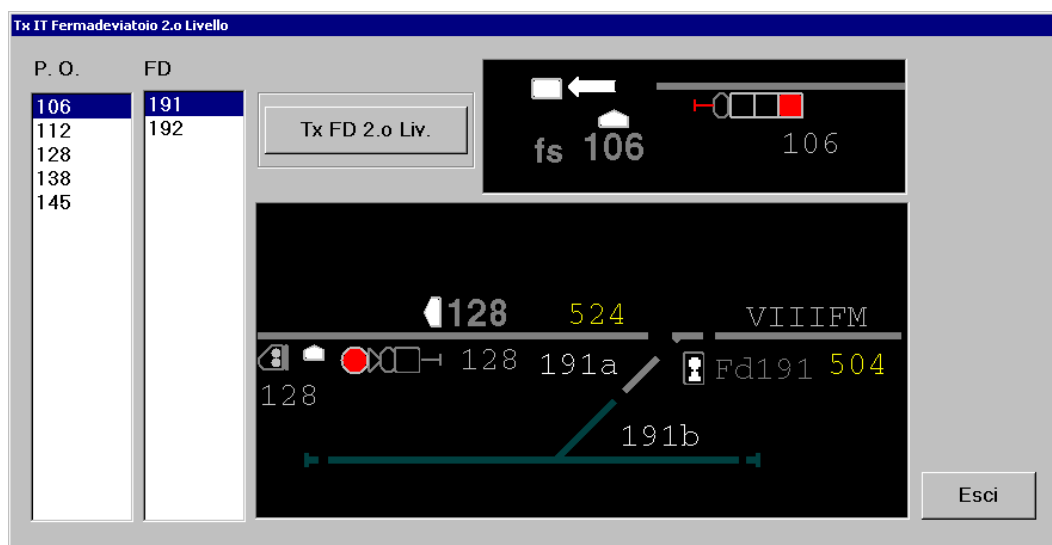 Tx IT Fermadeviatoio 2.o Livello
P. O.
FD
106
112
128
138
145
191
192
Tx FD 2.o Liv.
fs 106
106
128
524
VIIIFM
128
191a
Fd191
504
128
191b
Esci